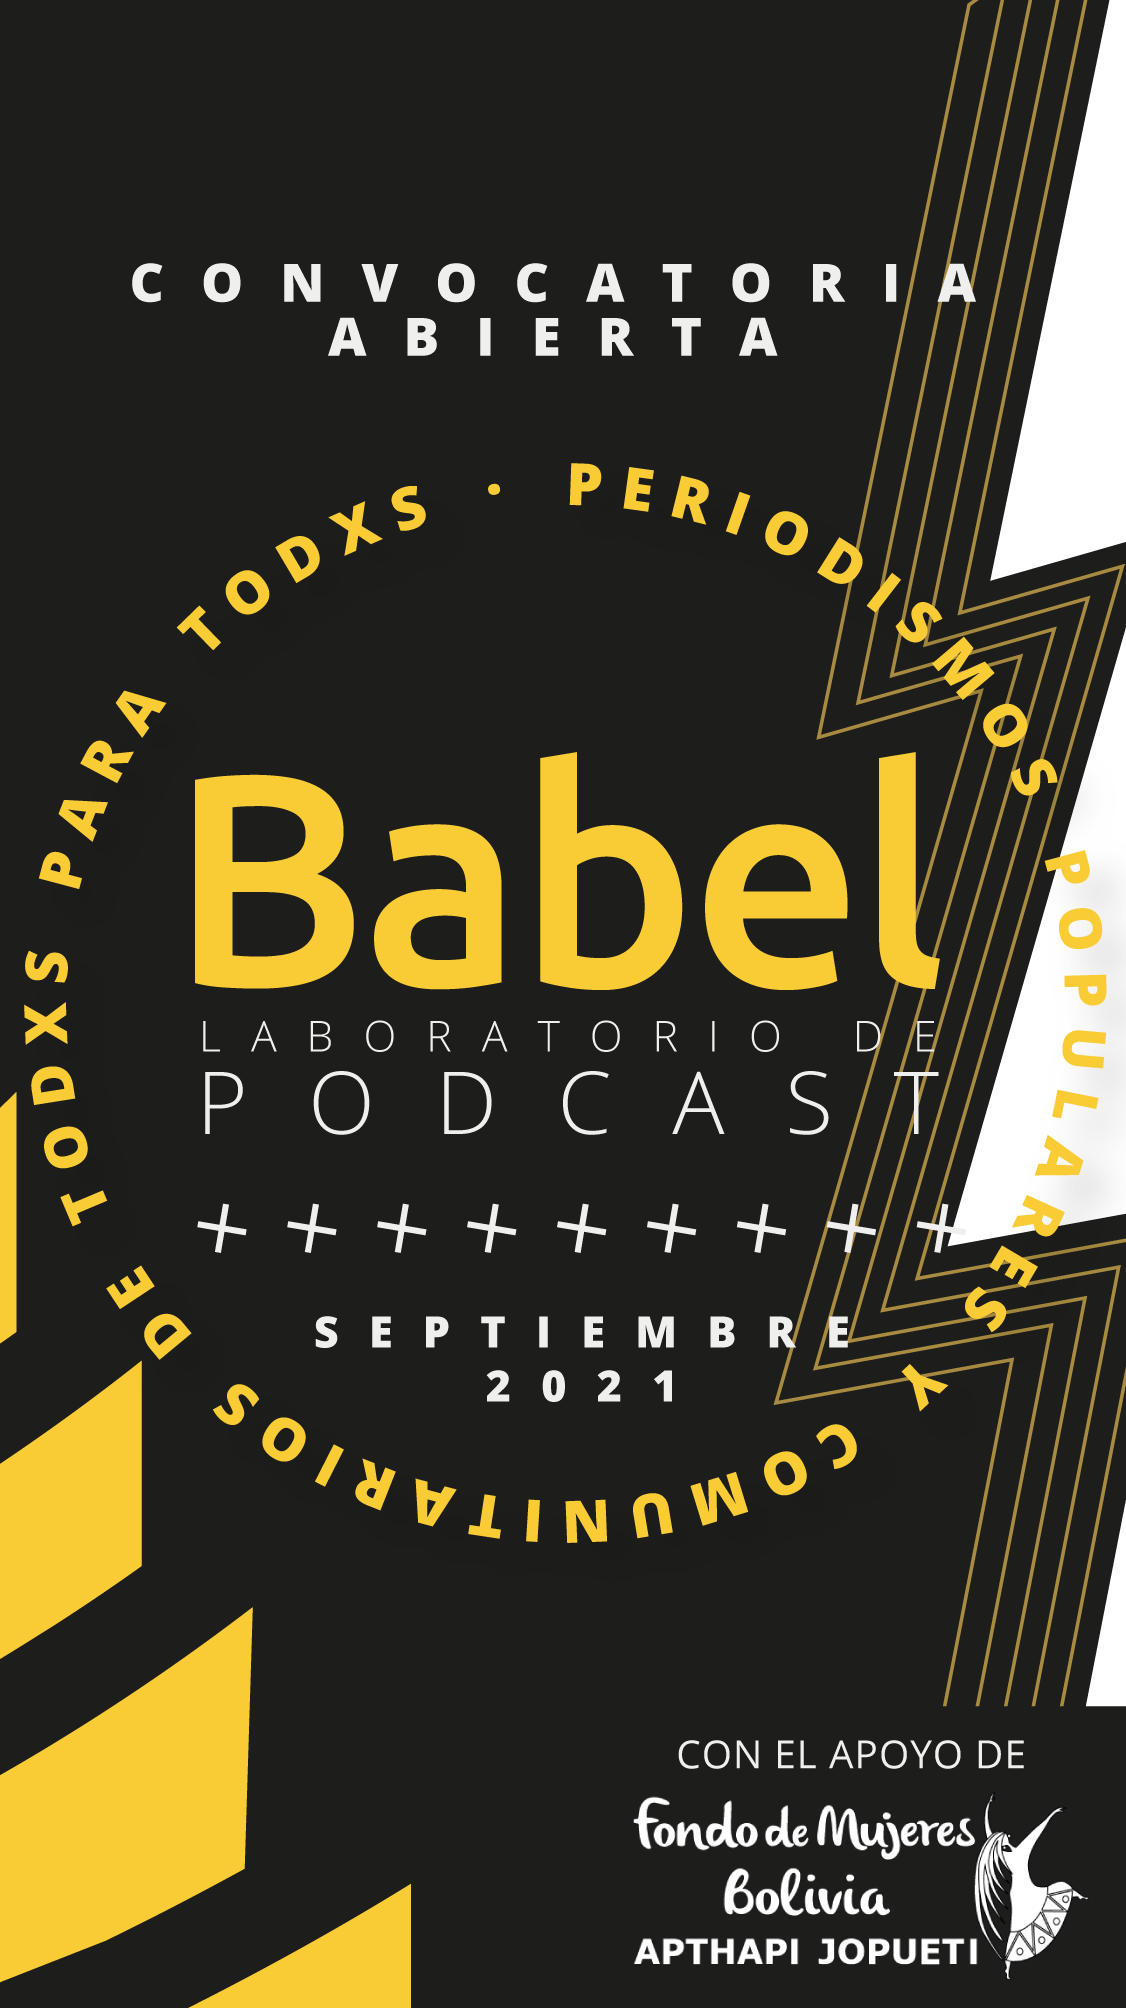 CONVOCATORIA
ABIERTA
PERIODISMOS POPULARES Y COMUNITARIOS DE TODXS PARA TODXS ·
Babel
LABORATORIO DE
PODCAST
+ + + + + + + + +
SEPTIEMBRE
2021
CON EL APOYO DE
Fondo de Mujeres
Bolivia
APTHAPI JOPUETI